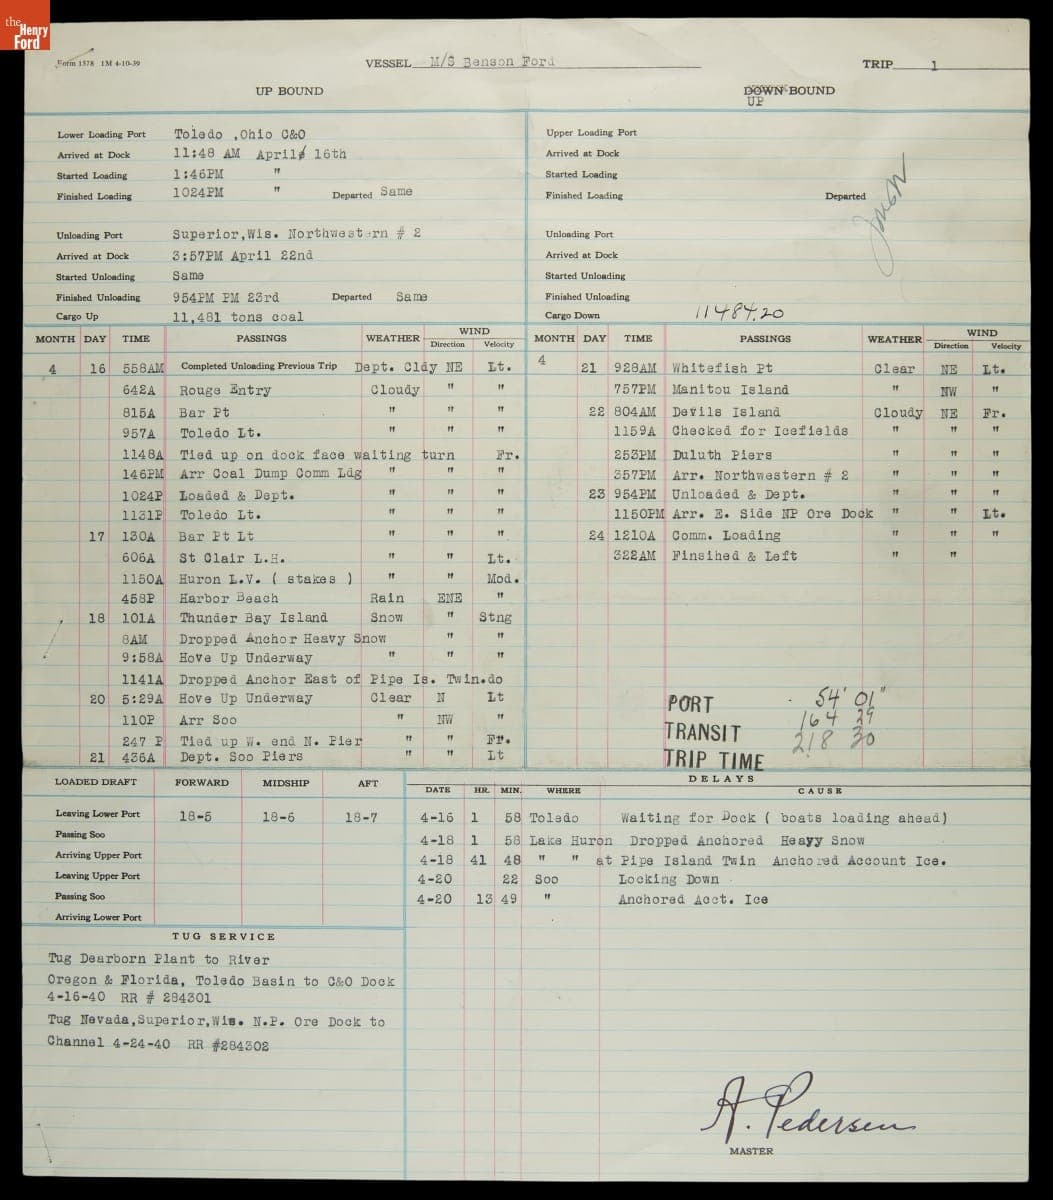 the Henry Ford
Form 1578 1M 4-10-39
VESSEL M/S Benson Ford
TRIP 1
UP BOUND
DOWN BOUND
UP
Lower Loading Port Toledo ,Ohio C&O
Arrived at Dock 11:48 AM April 16th
Started Loading 1:46PM "
Finished Loading 1024PM " Departed Same
Unloading Port Superior,Wis. Northwestern # 2
Arrived at Dock 3:57PM April 22nd
Started Unloading Same
Finished Unloading 954PM PM 23rd Departed Same
Cargo Up 11,481 tons coal
Upper Loading Port
Arrived at Dock
Started Loading
Finished Loading Departed
Unloading Port
Arrived at Dock
Started Unloading
Finished Unloading
Cargo Down 11484.20
MONTH DAY TIME PASSINGS WEATHER WIND Direction Velocity
4 16 558AM Completed Unloading Previous Trip Dept. Cldy NE Lt.
642A Rouge Entry Cloudy " "
815A Bar Pt " " "
957A Toledo Lt. " " "
1148A Tied up on dock face waiting turn Fr.
146PM Arr Coal Dump Comm Ldg " " "
1024P Loaded & Dept. " " "
1131P Toledo Lt. " " "
17 130A Bar Pt Lt " " "
606A St Clair L.H. " " Lt.
1150A Huron L.V. ( stakes ) " " Mod.
458P Harbor Beach Rain ENE "
18 101A Thunder Bay Island Snow " Stng
8AM Dropped Anchor Heavy Snow " "
9:58A Hove Up Underway " " "
1141A Dropped Anchor East of Pipe Is. Twin.do
20 5:29A Hove Up Underway Clear N Lt
110P Arr Soo " NW "
247 P Tied up W. end N. Pier " " Fr.
21 436A Dept. Soo Piers " " Lt
MONTH DAY TIME PASSINGS WEATHER WIND Direction Velocity
4 21 928AM Whitefish Pt Clear NE Lt.
757PM Manitou Island " NW "
22 804AM Devils Island Cloudy NE Fr.
1159A Checked for Icefields " " "
253PM Duluth Piers " " "
357PM Arr. Northwestern # 2 " " "
23 954PM Unloaded & Dept. " " "
1150PM Arr. E. Side NP Ore Dock " " Lt.
24 1210A Comm. Loading " " "
322AM Finsihed & Left " "
PORT 54' 01"
TRANSIT 164 29
TRIP TIME 218 30
LOADED DRAFT FORWARD MIDSHIP AFT
Leaving Lower Port 18-5 18-6 18-7
Passing Soo
Arriving Upper Port
Leaving Upper Port
Passing Soo
Arriving Lower Port
DELAYS
DATE HR. MIN. WHERE CAUSE
4-16 1 58 Toledo Waiting for Dock ( boats loading ahead)
4-18 1 58 Lake Huron Dropped Anchored Heavy Snow
4-18 41 48 " " at Pipe Island Twin Anchored Account Ice.
4-20 22 Soo Locking Down
4-20 13 49 " Anchored Acct. Ice
TUG SERVICE
Tug Dearborn Plant to River
Oregon & Florida, Toledo Basin to C&O Dock
4-16-40 RR # 284301
Tug Nevada,Superior,Wis. N.P. Ore Dock to
Channel 4-24-40 RR #284302
A. Pedersen
MASTER